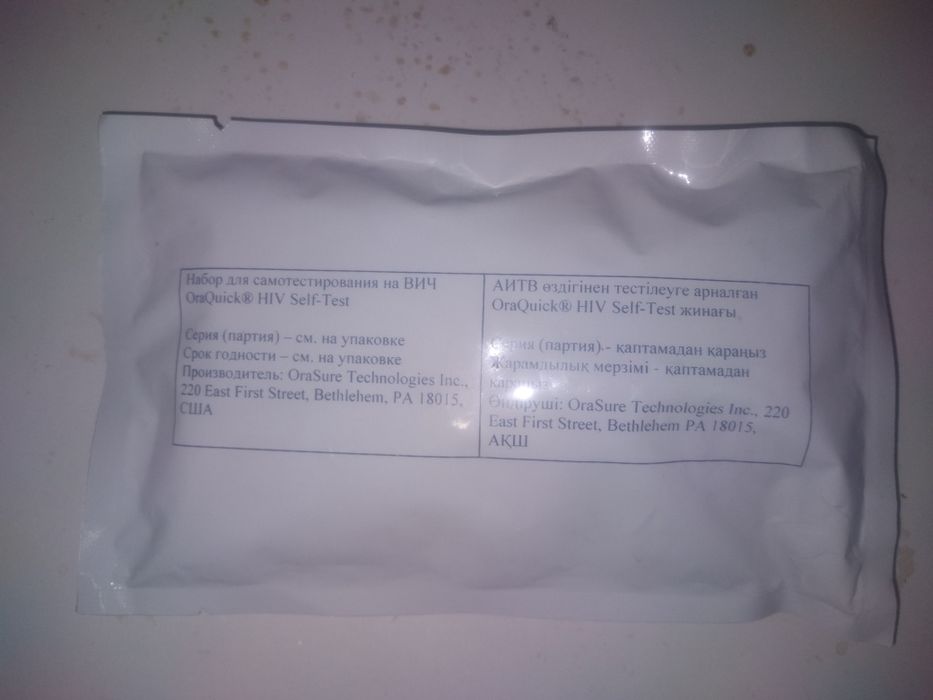 Набор для самотестирования на ВИЧ
OraQuick® HIV Self-Test
Серия (партия) – см. на упаковке
Срок годности – см. на упаковке
Производитель: OraSure Technologies Inc.,
220 East First Street, Bethlehem, PA 18015,
США
АИТВ өздігінен тестілеуге арналған
OraQuick® HIV Self-Test жинағы
Серия (партия).- қаптамадан қараңыз
Жарамлылық мерзімі - қаптамадан
қараңыз
Өндіруші: OraSure Technologies Inc., 220
East First Street, Bethlehem PA 18015,
АҚШ